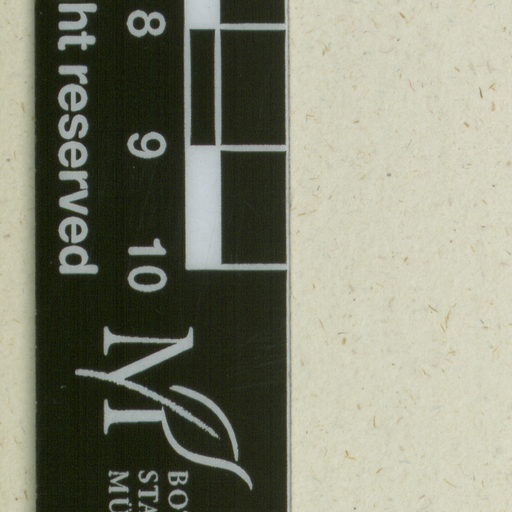 8 9 10
ht reserved
M
BO
STA
MÜ